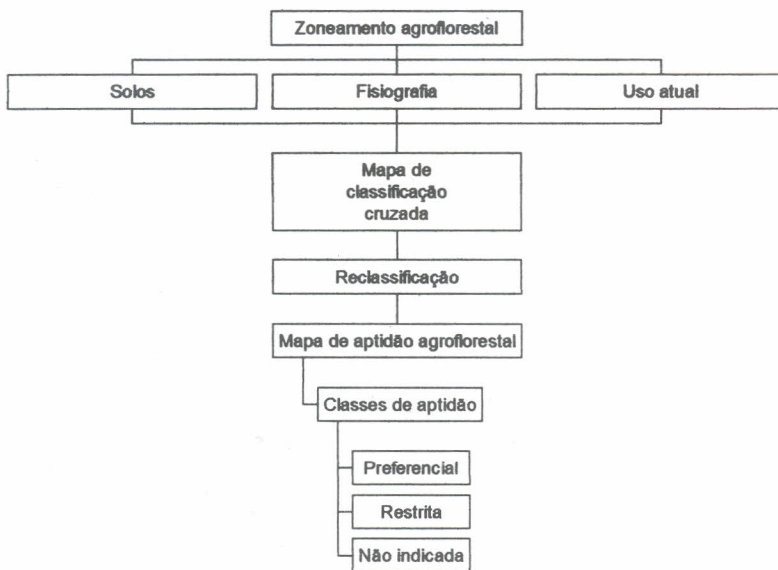 Zoneamento agroflorestal
Solos
Fisiografia
Uso atual
Mapa de
classificação
cruzada
Reclassificação
Mapa de aptidão agroflorestal
Classes de aptidão
Preferencial
Restrita
Não indicada